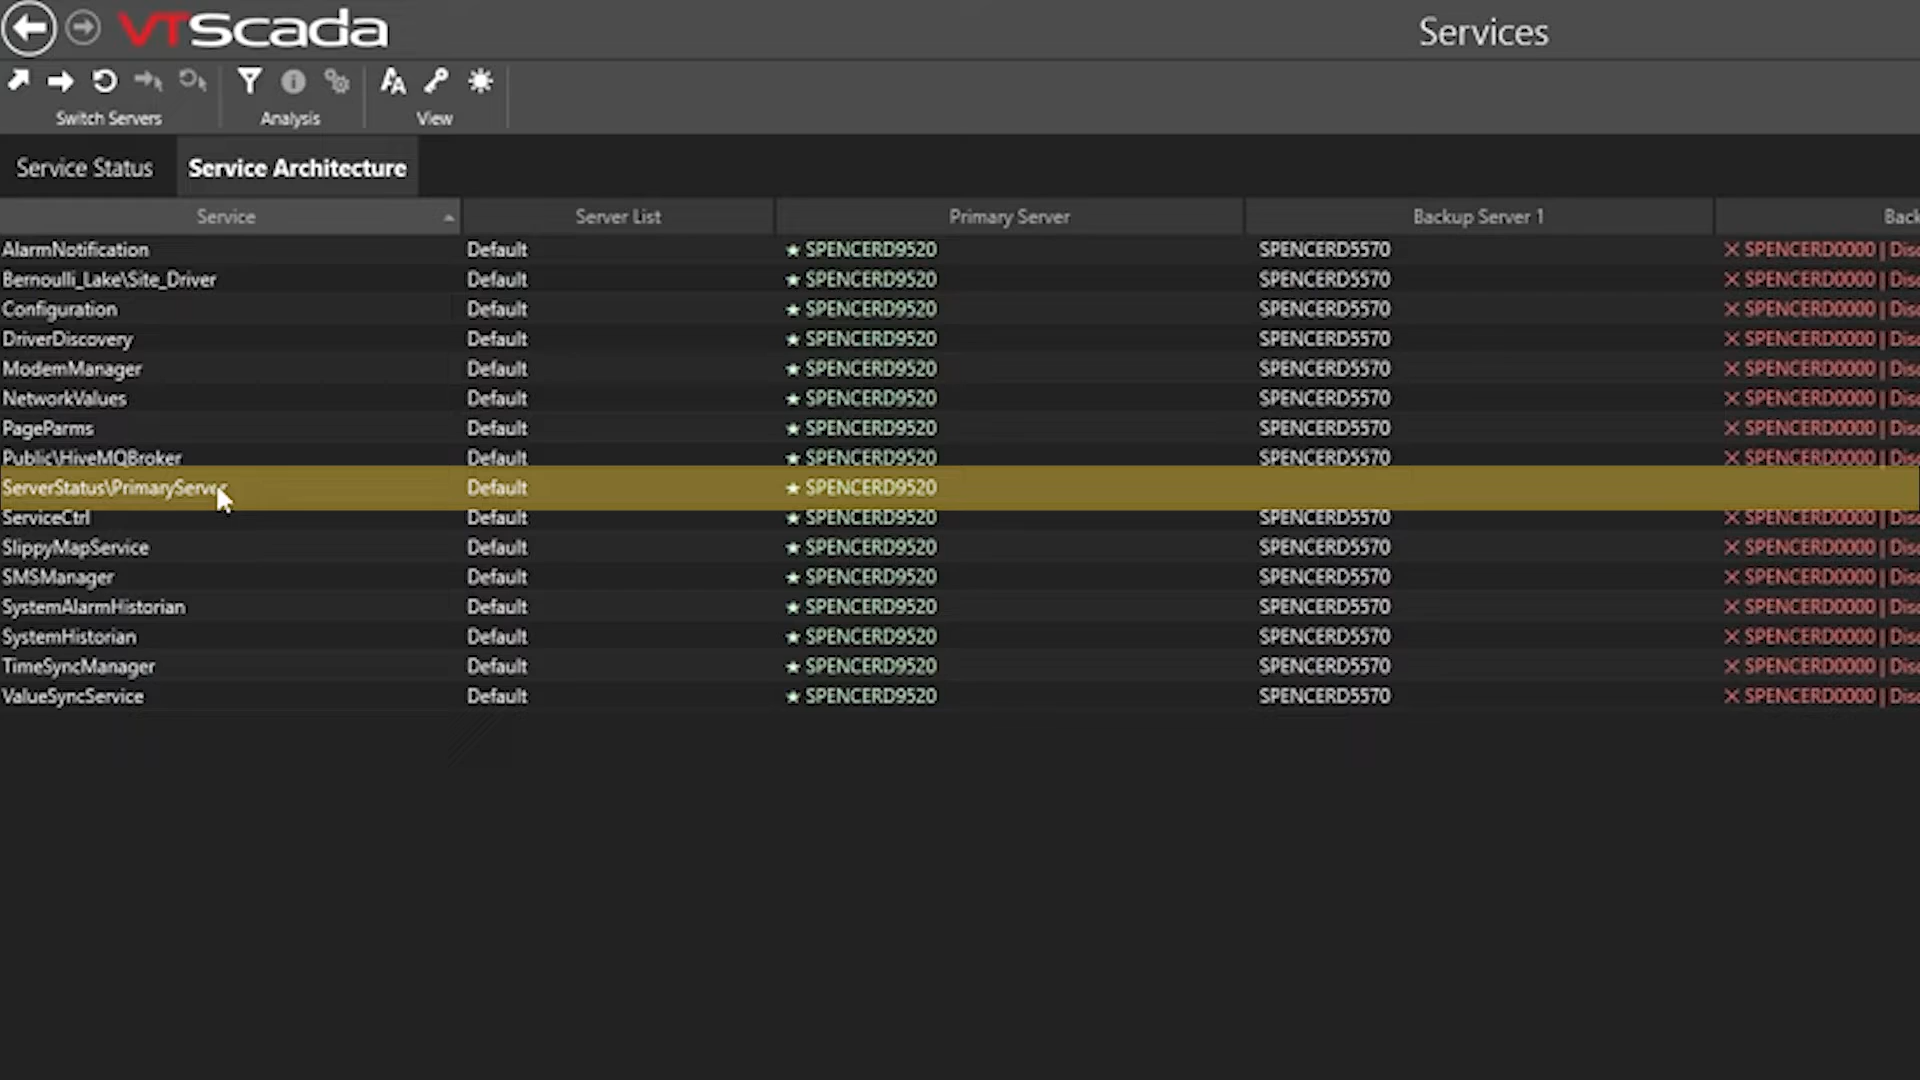 VTScada
Services
Switch Servers Analysis View
Service Status Service Architecture
Service Server List Primary Server Backup Server 1
AlarmNotification Default ★ SPENCERD9520 SPENCERD5570 ✕ SPENCERD0000 |
Bernoulli_Lake\Site_Driver Default ★ SPENCERD9520 SPENCERD5570 ✕ SPENCERD0000 |
Configuration Default ★ SPENCERD9520 SPENCERD5570 ✕ SPENCERD0000 |
DriverDiscovery Default ★ SPENCERD9520 SPENCERD5570 ✕ SPENCERD0000 |
ModemManager Default ★ SPENCERD9520 SPENCERD5570 ✕ SPENCERD0000 |
NetworkValues Default ★ SPENCERD9520 SPENCERD5570 ✕ SPENCERD0000 |
PageParms Default ★ SPENCERD9520 SPENCERD5570 ✕ SPENCERD0000 |
Public\HiveMQBroker Default ★ SPENCERD9520 SPENCERD5570 ✕ SPENCERD0000 |
ServerStatus\PrimaryServer Default ★ SPENCERD9520
ServiceCtrl Default ★ SPENCERD9520 SPENCERD5570 ✕ SPENCERD0000 |
SlippyMapService Default ★ SPENCERD9520 SPENCERD5570 ✕ SPENCERD0000 |
SMSManager Default ★ SPENCERD9520 SPENCERD5570 ✕ SPENCERD0000 |
SystemAlarmHistorian Default ★ SPENCERD9520 SPENCERD5570 ✕ SPENCERD0000 |
SystemHistorian Default ★ SPENCERD9520 SPENCERD5570 ✕ SPENCERD0000 |
TimeSyncManager Default ★ SPENCERD9520 SPENCERD5570 ✕ SPENCERD0000 |
ValueSyncService Default ★ SPENCERD9520 SPENCERD5570 ✕ SPENCERD0000 |